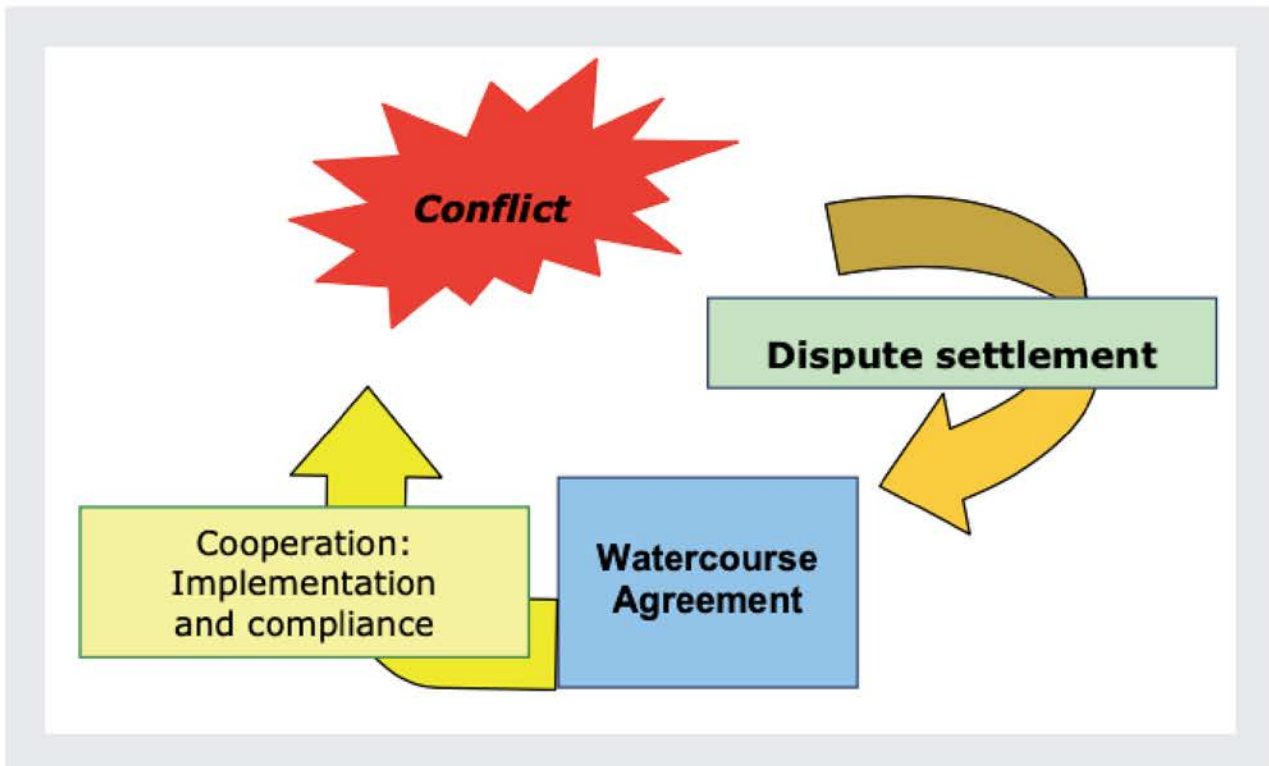 Conflict
Dispute settlement
Watercourse
Agreement
Cooperation:
Implementation
and compliance